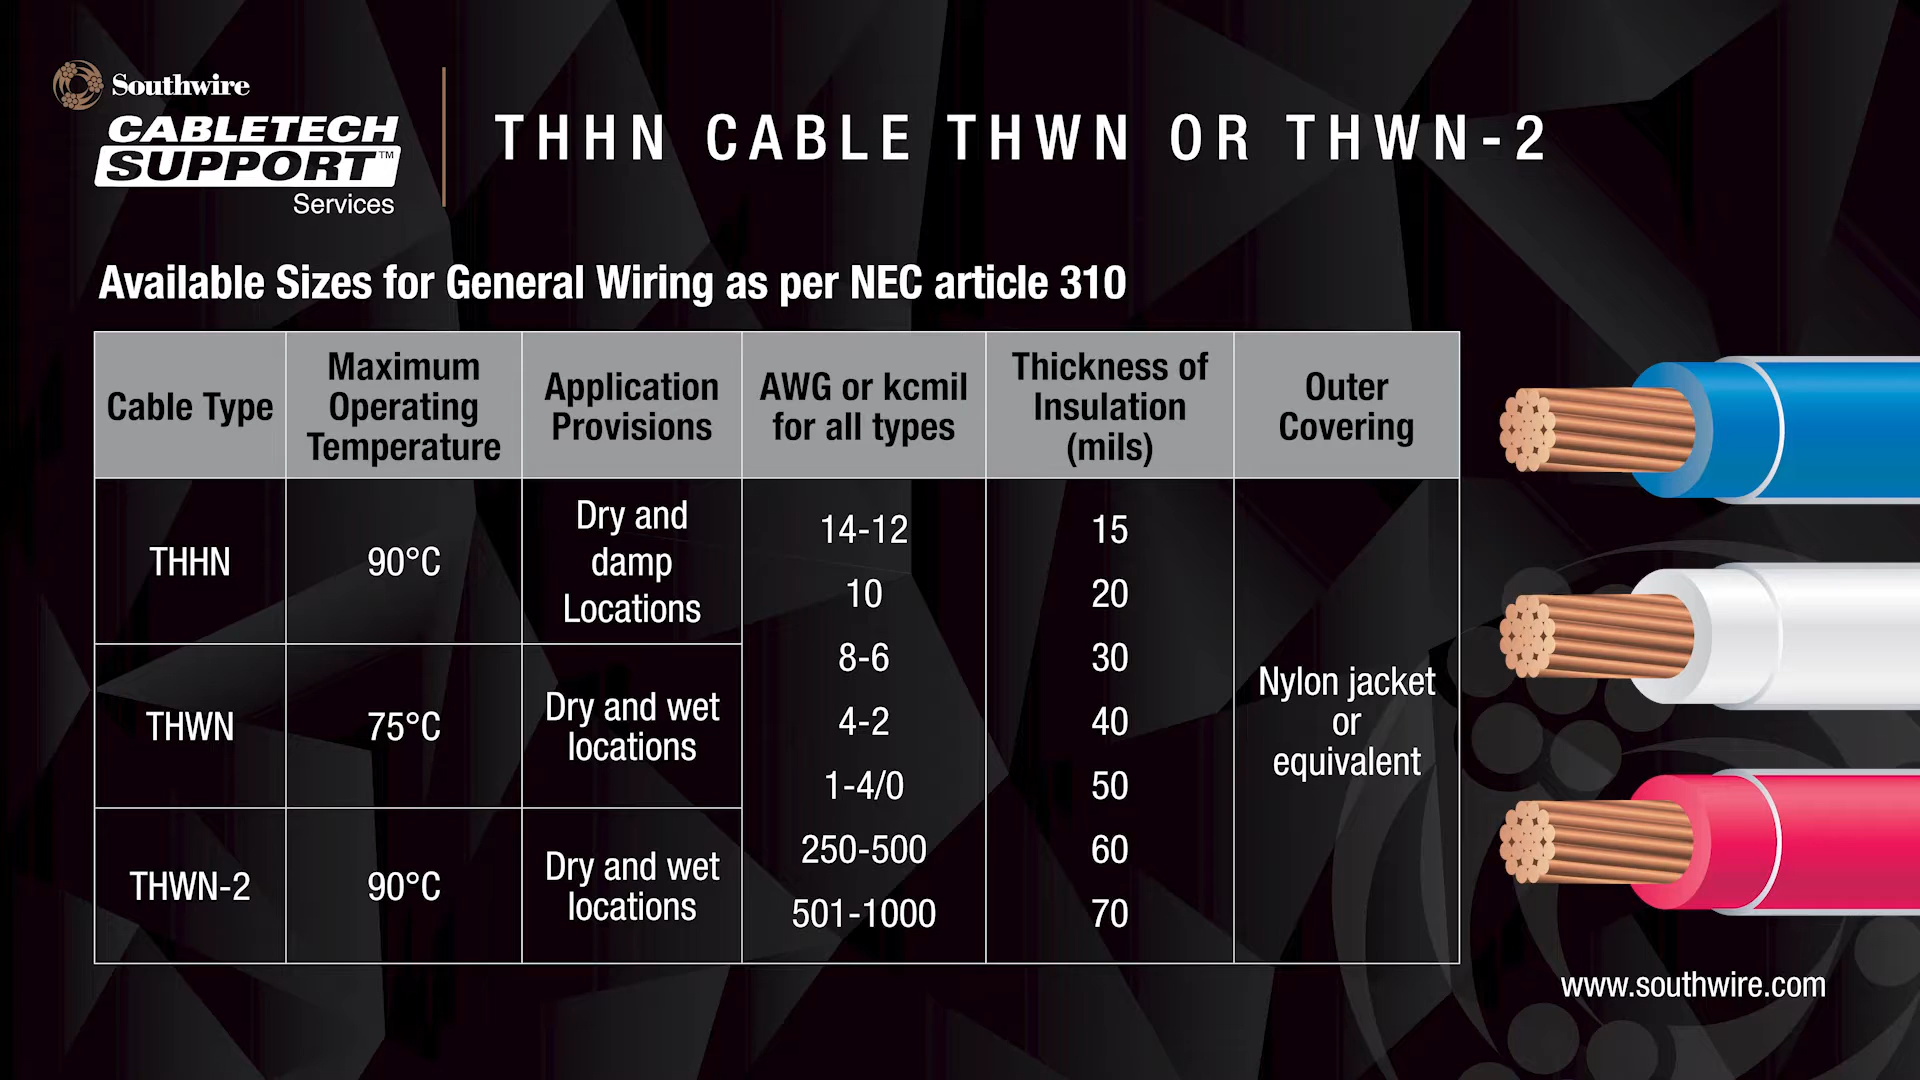 Southwire
CABLETECH
SUPPORT™
Services
THHN CABLE THWN OR THWN-2
Available Sizes for General Wiring as per NEC article 310
Cable Type
Maximum
Operating
Temperature
Application
Provisions
AWG or kcmil
for all types
Thickness of
Insulation
(mils)
Outer
Covering
THHN
90°C
Dry and
damp
Locations
THWN
75°C
Dry and wet
locations
THWN-2
90°C
Dry and wet
locations
14-12
10
8-6
4-2
1-4/0
250-500
501-1000
15
20
30
40
50
60
70
Nylon jacket
or
equivalent
www.southwire.com